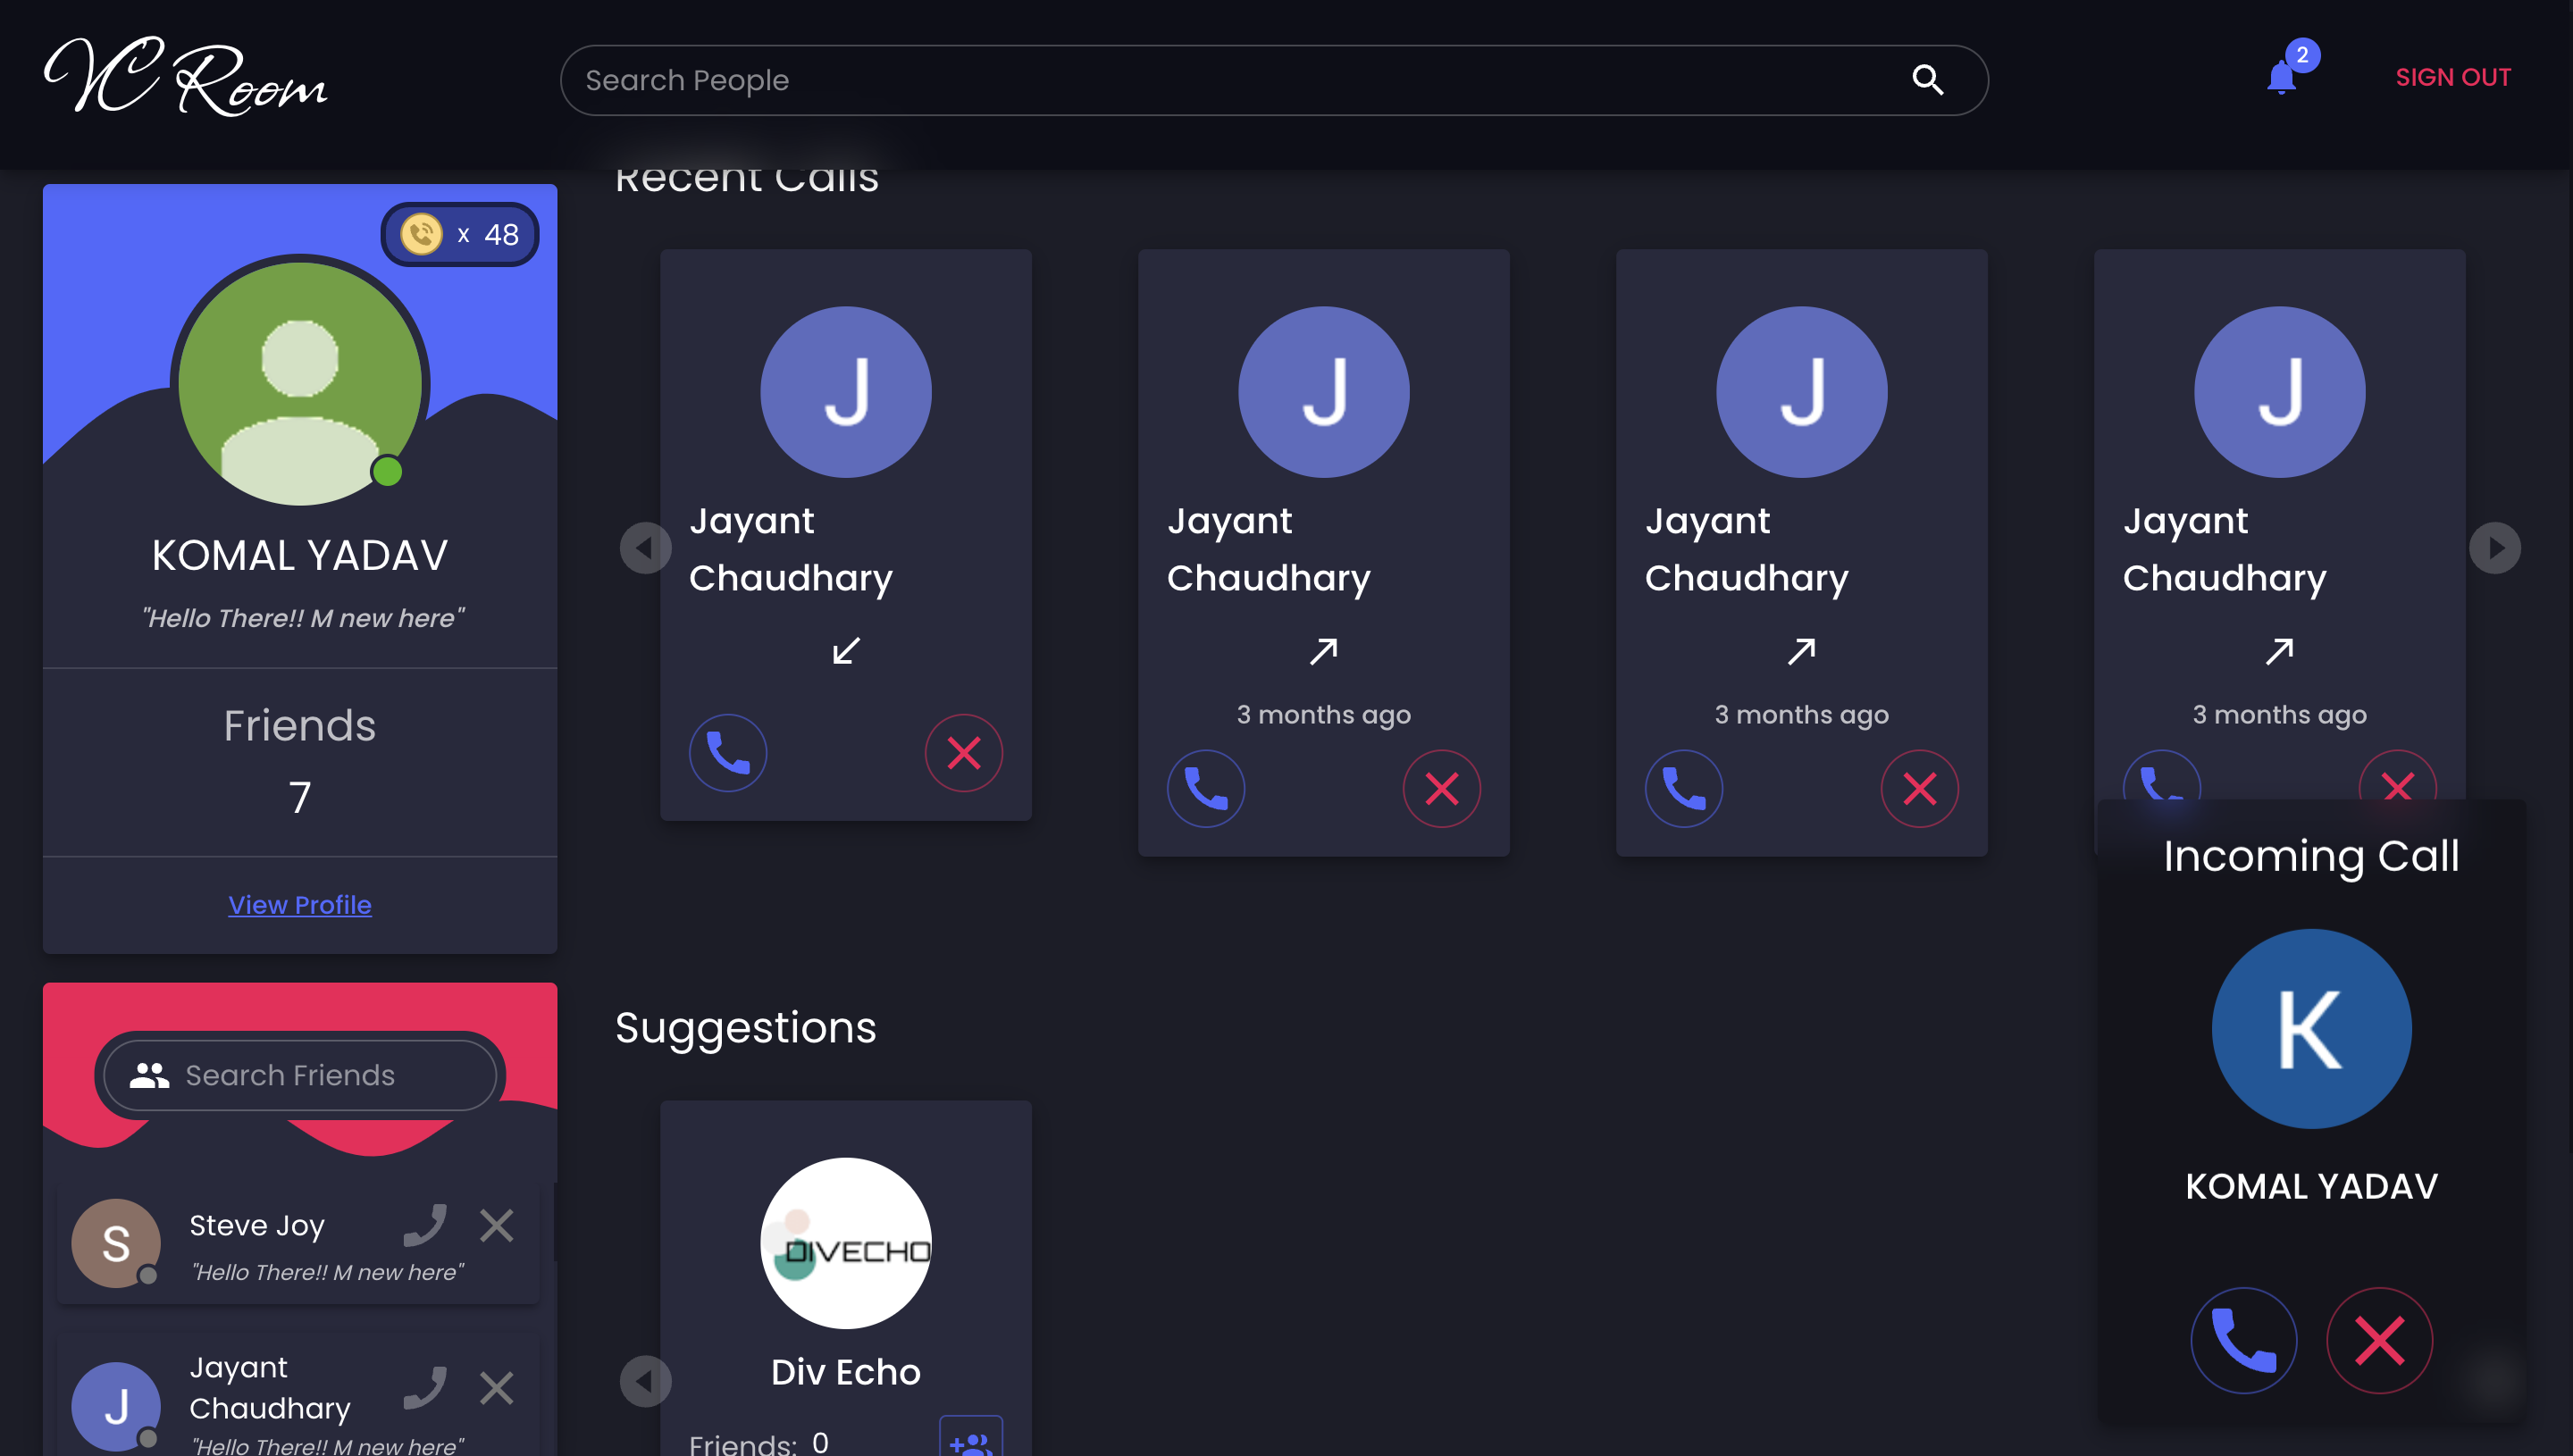 VC Room
Search People
2
SIGN OUT
x 48
KOMAL YADAV
"Hello There!! M new here"
Friends
7
View Profile
Search Friends
S
Steve Joy
"Hello There!! M new here"
J
Jayant
Chaudhary
"Hello There!! M new here"
Recent Calls
J
Jayant
Chaudhary
J
Jayant
Chaudhary
3 months ago
J
Jayant
Chaudhary
3 months ago
J
Jayant
Chaudhary
3 months ago
Suggestions
DIVECHO
Div Echo
Friends: 0
Incoming Call
K
KOMAL YADAV